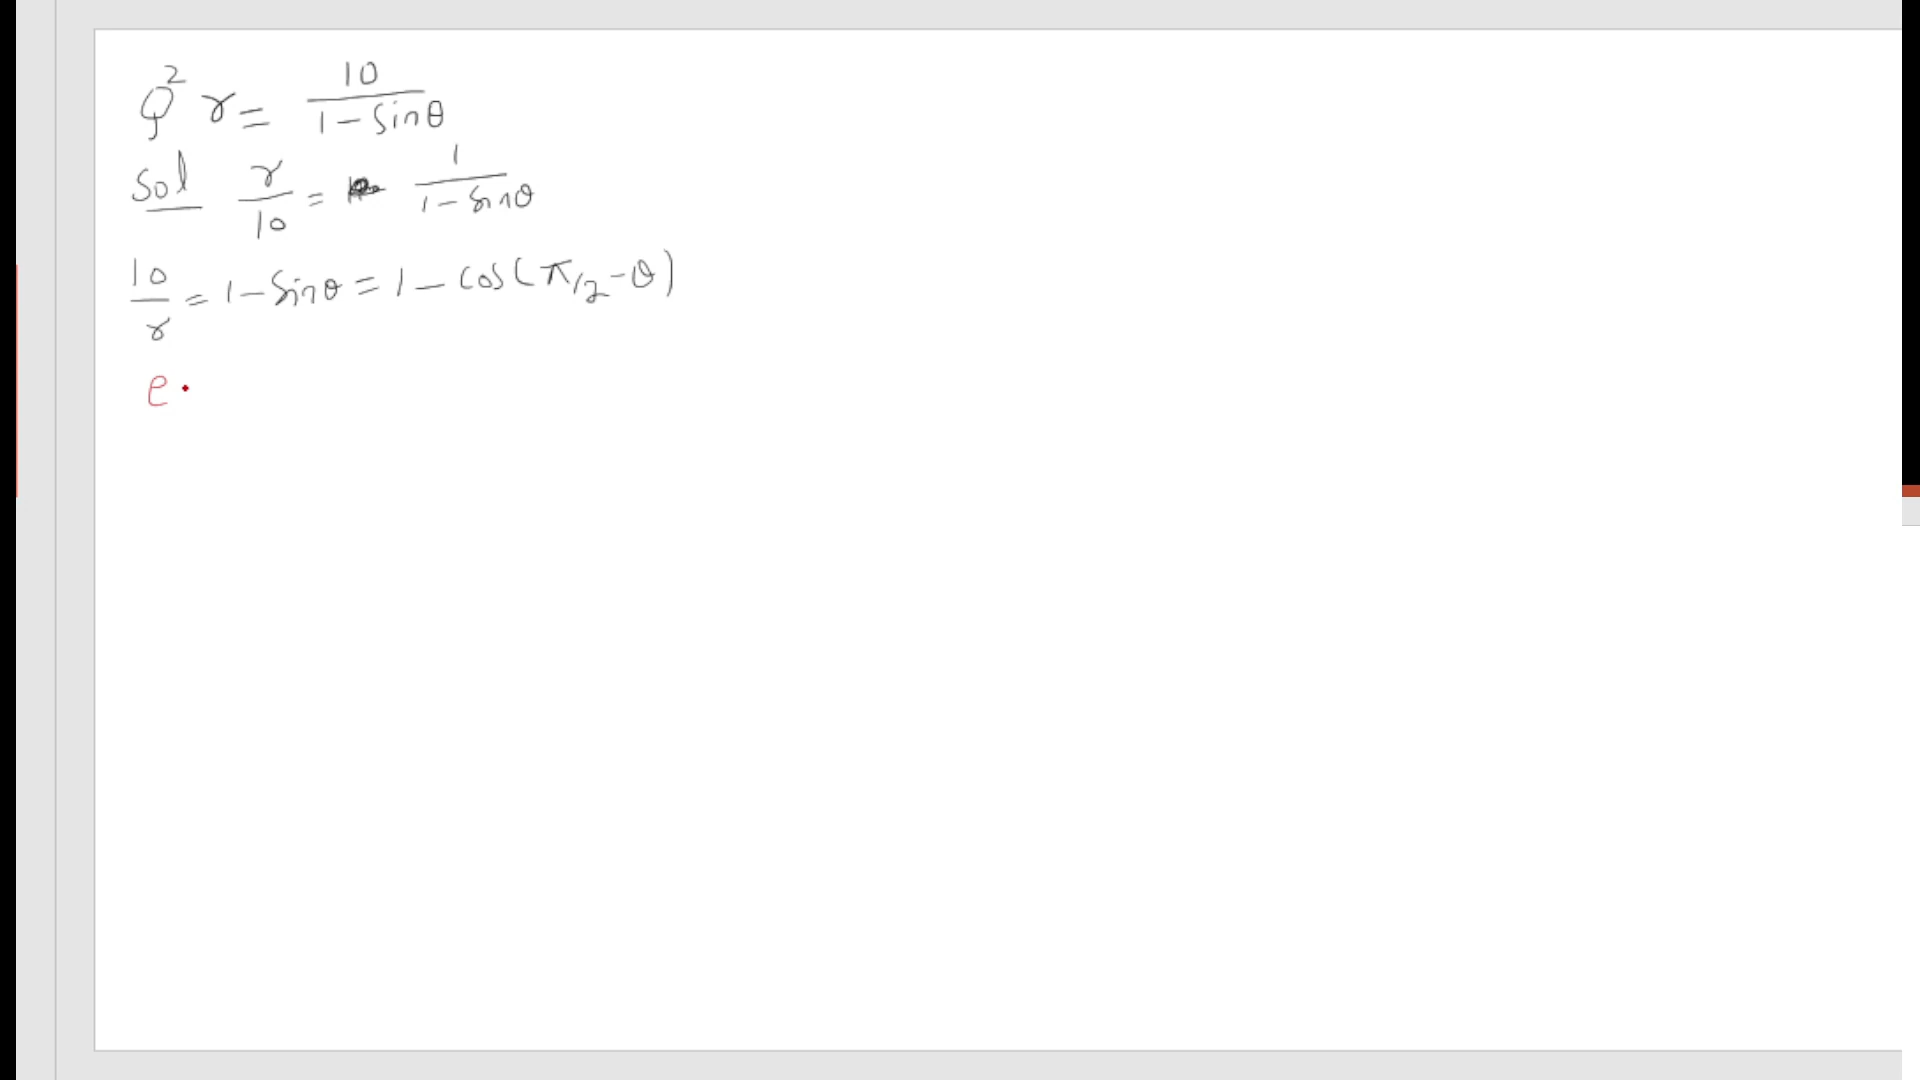 Q² r = 10/(1 - Sinθ)
Sol r/10 = 1/(1 - Sinθ)
10/r = 1 - Sinθ = 1 - Cos(π/2 - θ)
e